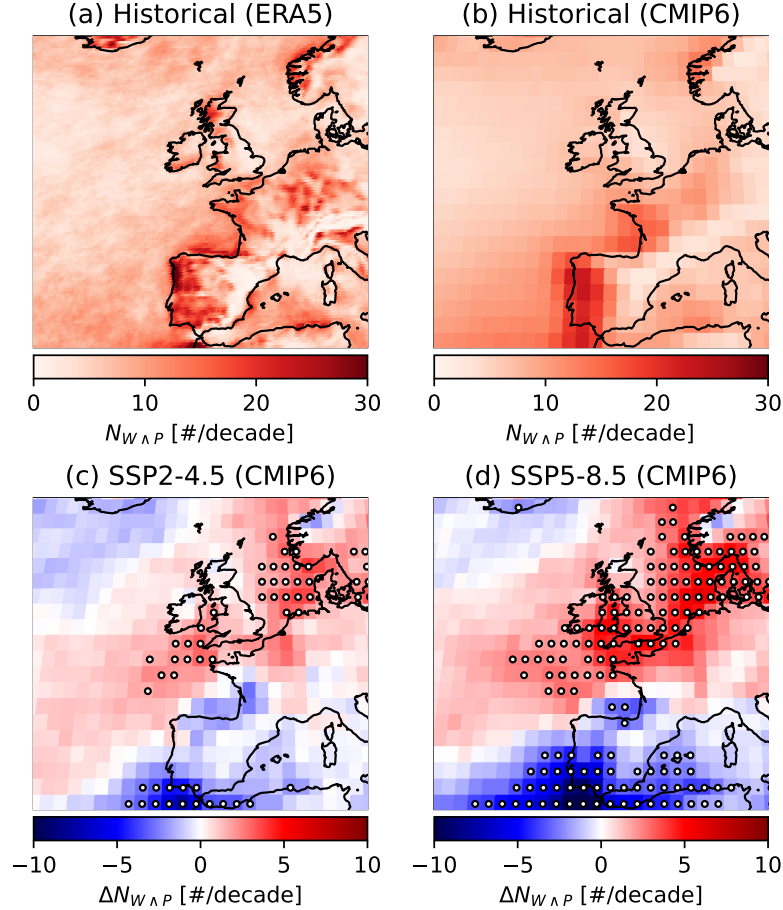 (a) Historical (ERA5)
(b) Historical (CMIP6)
0 10 20 30
0 10 20 30
N_{W∧P} [#/decade]
N_{W∧P} [#/decade]
(c) SSP2-4.5 (CMIP6)
(d) SSP5-8.5 (CMIP6)
−10 −5 0 5 10
−10 −5 0 5 10
ΔN_{W∧P} [#/decade]
ΔN_{W∧P} [#/decade]